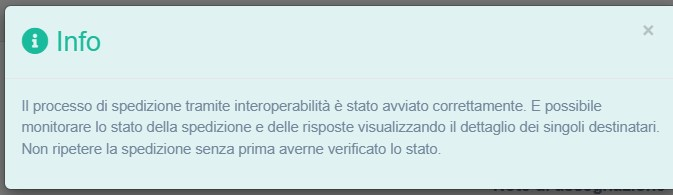 Info
×
Il processo di spedizione tramite interoperabilità è stato avviato correttamente. E possibile
monitorare lo stato della spedizione e delle risposte visualizzando il dettaglio dei singoli destinatari.
Non ripetere la spedizione senza prima averne verificato lo stato.